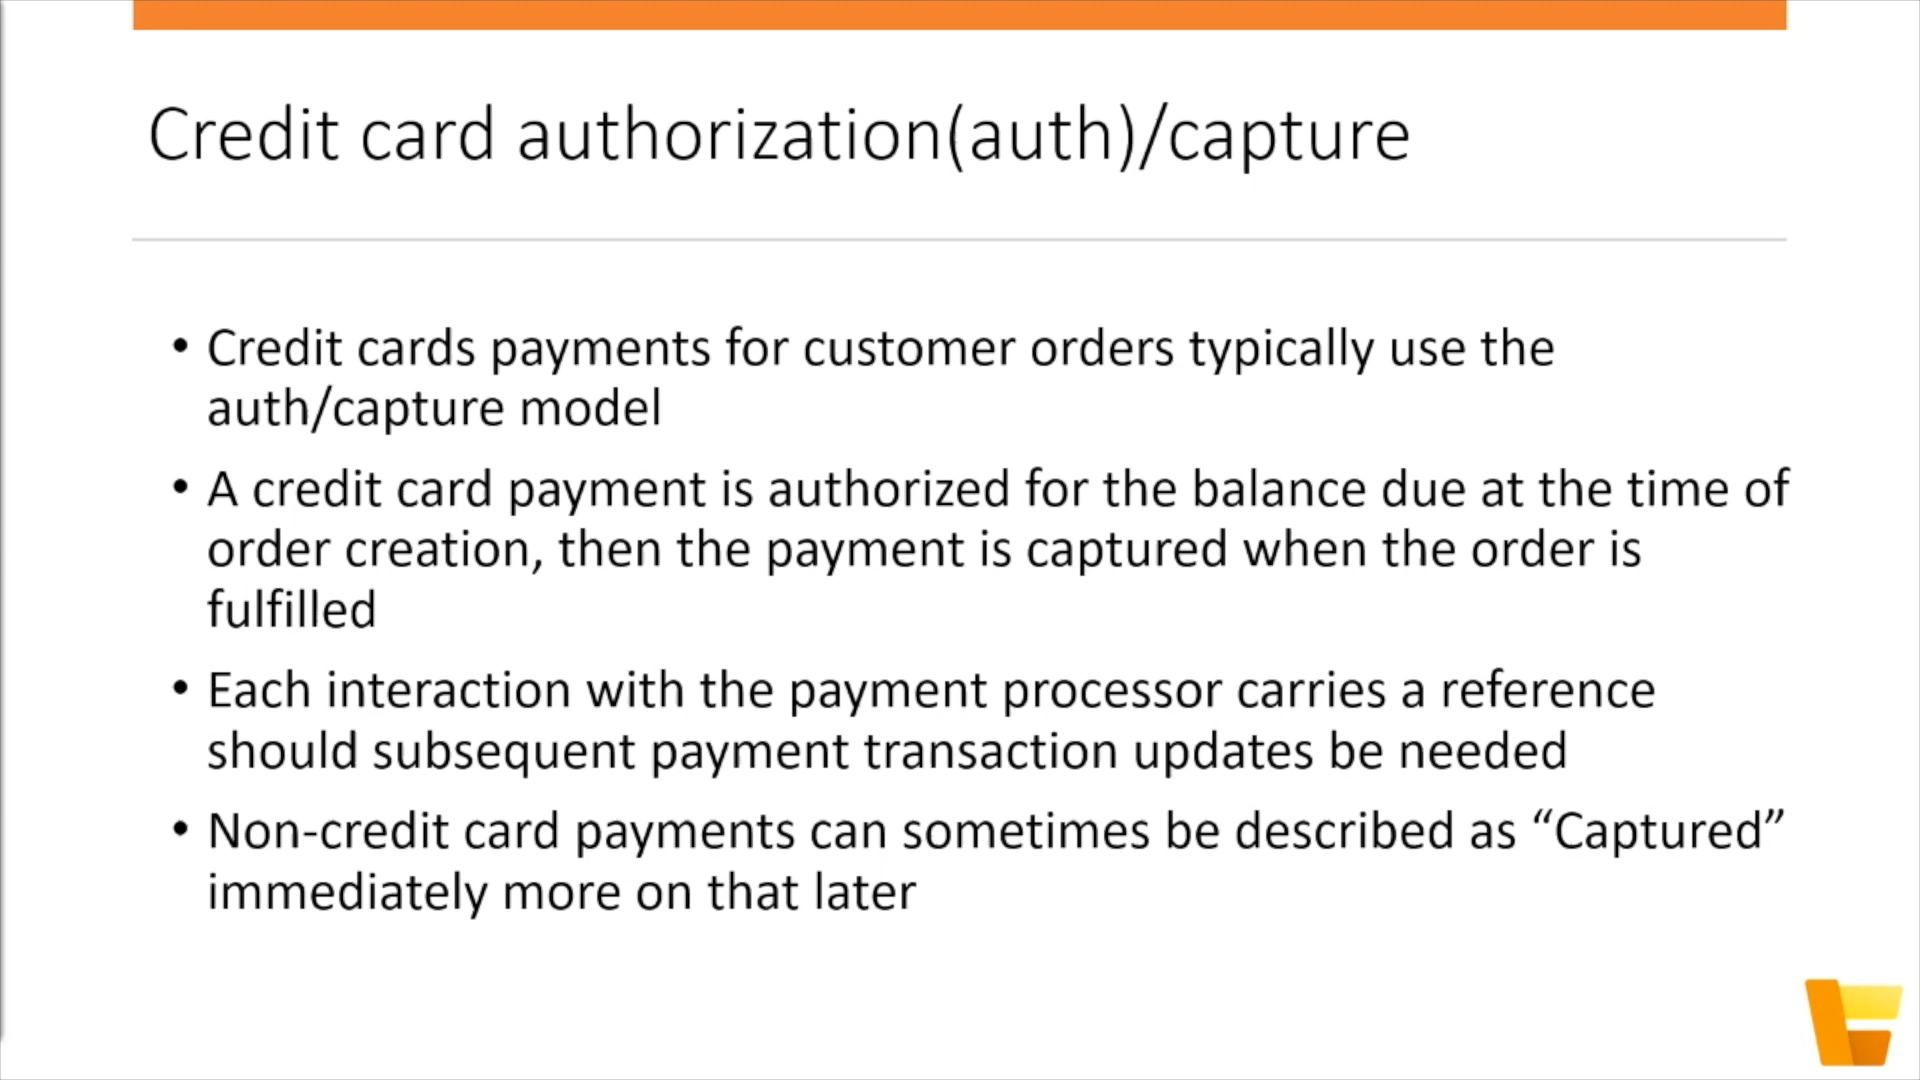 Credit card authorization(auth)/capture
• Credit cards payments for customer orders typically use the
auth/capture model
• A credit card payment is authorized for the balance due at the time of
order creation, then the payment is captured when the order is
fulfilled
• Each interaction with the payment processor carries a reference
should subsequent payment transaction updates be needed
• Non-credit card payments can sometimes be described as “Captured”
immediately more on that later